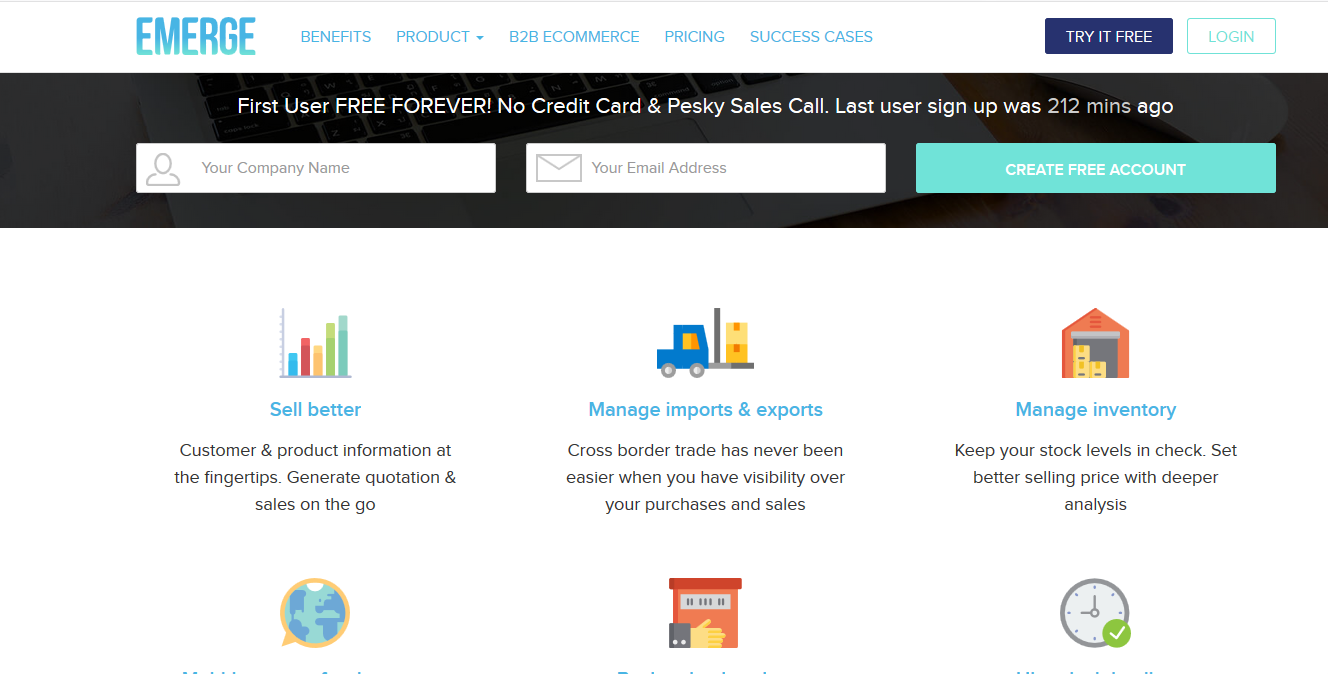 EMERGE
BENEFITS
PRODUCT
B2B ECOMMERCE
PRICING
SUCCESS CASES
TRY IT FREE
LOGIN
First User FREE FOREVER! No Credit Card & Pesky Sales Call. Last user sign up was 212 mins ago
Your Company Name
Your Email Address
CREATE FREE ACCOUNT
Sell better
Customer & product information at
the fingertips. Generate quotation &
sales on the go
Manage imports & exports
Cross border trade has never been
easier when you have visibility over
your purchases and sales
Manage inventory
Keep your stock levels in check. Set
better selling price with deeper
analysis